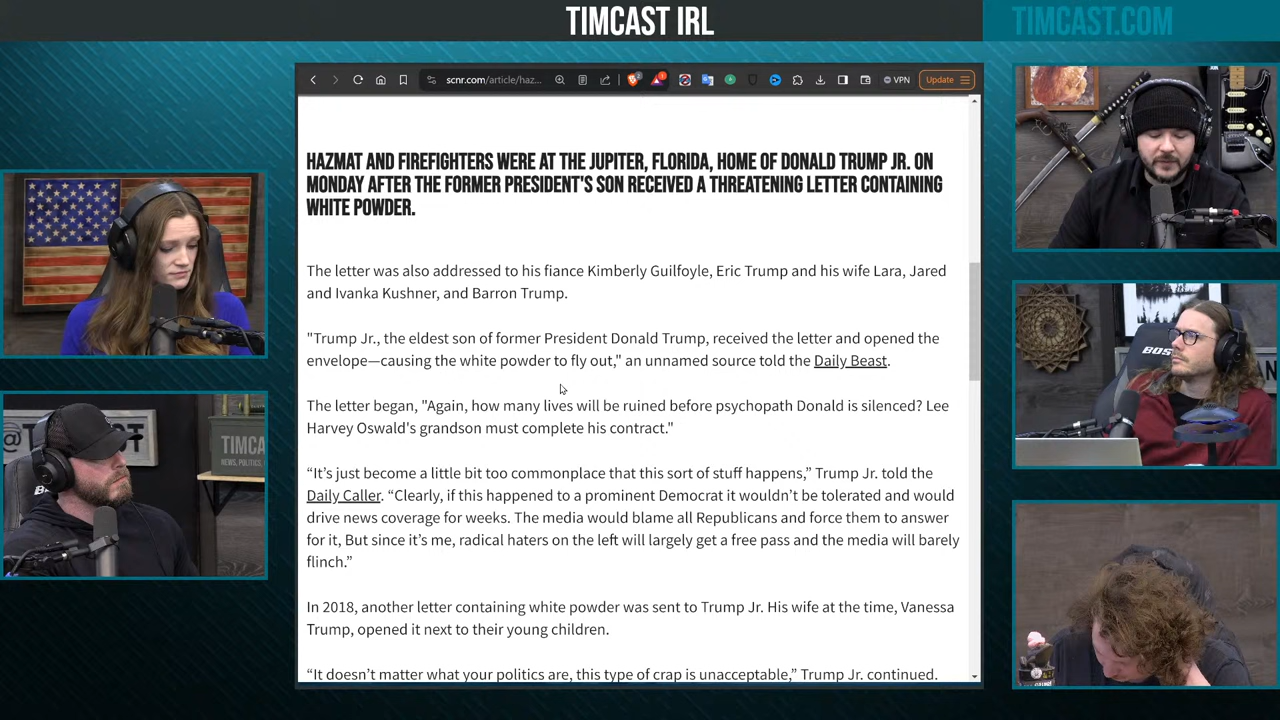 TIMCAST IRL
TIMCAST.COM
scnr.com/article/haz...
VPN
Update
HAZMAT AND FIREFIGHTERS WERE AT THE JUPITER, FLORIDA, HOME OF DONALD TRUMP JR. ON
MONDAY AFTER THE FORMER PRESIDENT'S SON RECEIVED A THREATENING LETTER CONTAINING
WHITE POWDER.
The letter was also addressed to his fiance Kimberly Guilfoyle, Eric Trump and his wife Lara, Jared
and Ivanka Kushner, and Barron Trump.
"Trump Jr., the eldest son of former President Donald Trump, received the letter and opened the
envelope—causing the white powder to fly out," an unnamed source told the Daily Beast.
The letter began, "Again, how many lives will be ruined before psychopath Donald is silenced? Lee
Harvey Oswald's grandson must complete his contract."
“It’s just become a little bit too commonplace that this sort of stuff happens,” Trump Jr. told the
Daily Caller. “Clearly, if this happened to a prominent Democrat it wouldn’t be tolerated and would
drive news coverage for weeks. The media would blame all Republicans and force them to answer
for it, But since it’s me, radical haters on the left will largely get a free pass and the media will barely
flinch.”
In 2018, another letter containing white powder was sent to Trump Jr. His wife at the time, Vanessa
Trump, opened it next to their young children.
“It doesn’t matter what your politics are, this type of crap is unacceptable,” Trump Jr. continued.
TIMCAST
NEWS, POLITICS,